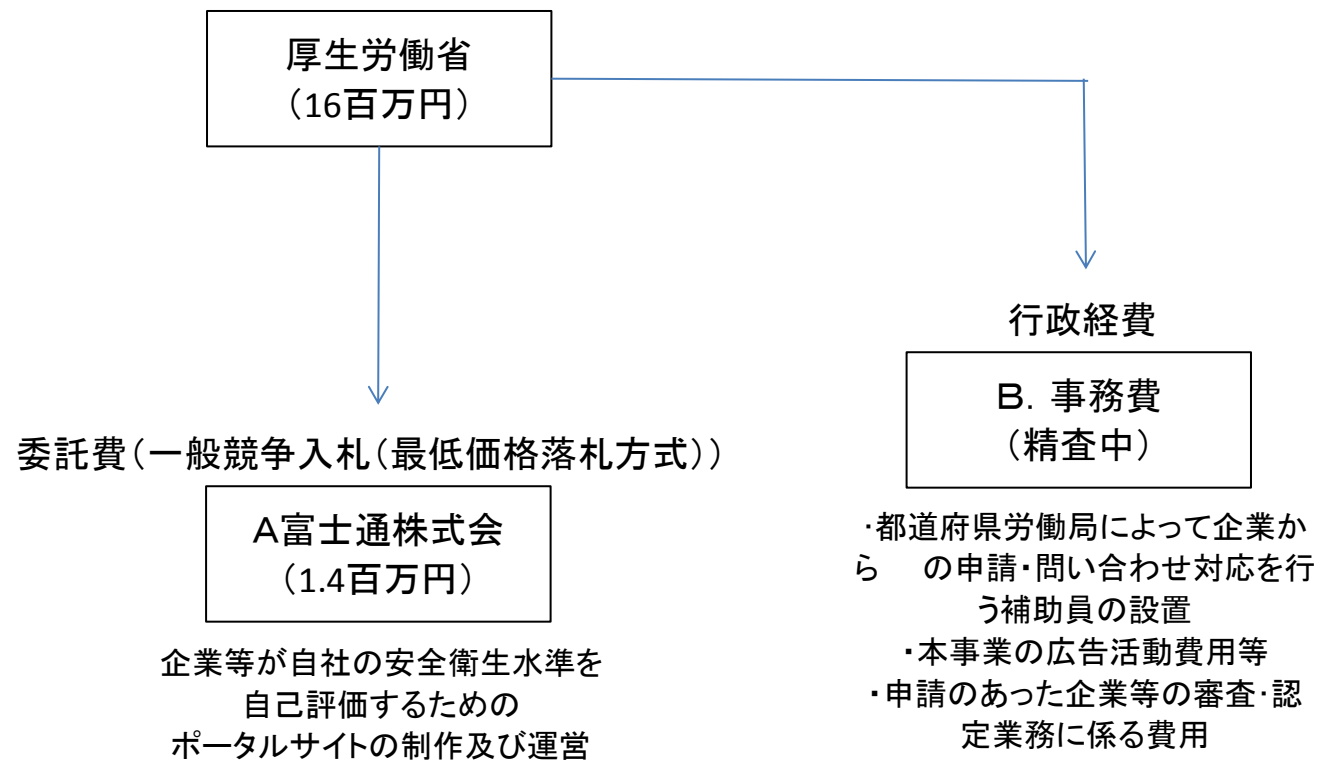 厚生労働省
（16百万円）
行政経費
B．事務費
（精査中）
委託費（一般競争入札（最低価格落札方式））
A富士通株式会
（1.4百万円）
・都道府県労働局によって企業か
ら　の申請・問い合わせ対応を行
う補助員の設置
・本事業の広告活動費用等
・申請のあった企業等の審査・認
定業務に係る費用
企業等が自社の安全衛生水準を
自己評価するための
ポータルサイトの制作及び運営